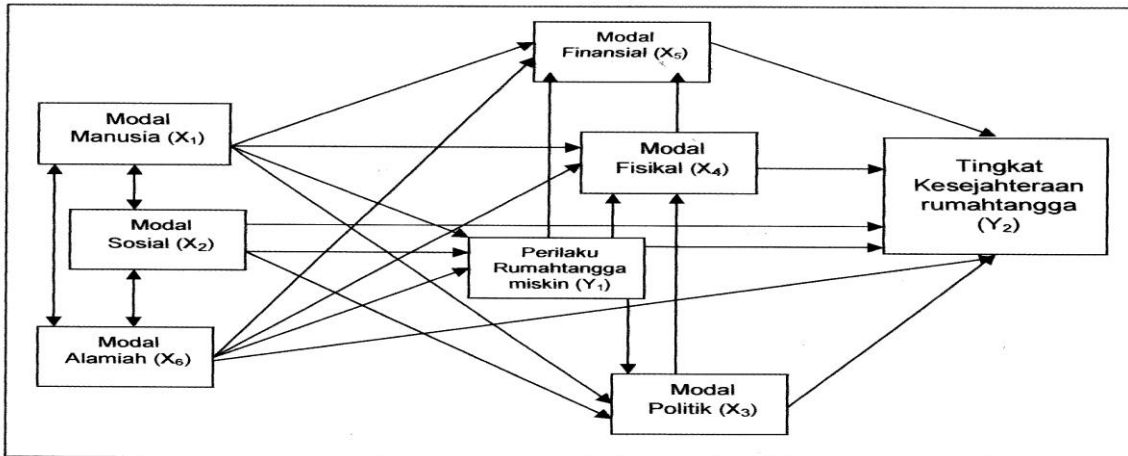 Modal
Finansial (X₅)
Modal
Manusia (X₁)
Modal
Fisikal (X₄)
Tingkat
Kesejahteraan
rumahtangga
(Y₂)
Modal
Sosial (X₂)
Perilaku
Rumahtangga
miskin (Y₁)
Modal
Alamiah (X₆)
Modal
Politik (X₃)